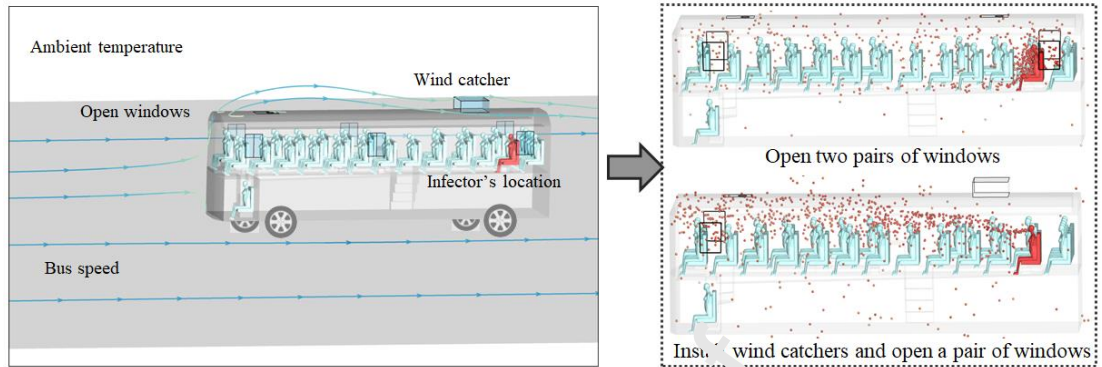 Ambient temperature
Wind catcher
Open windows
Infector's location
Bus speed
Open two pairs of windows
wind catchers and open a pair of windows